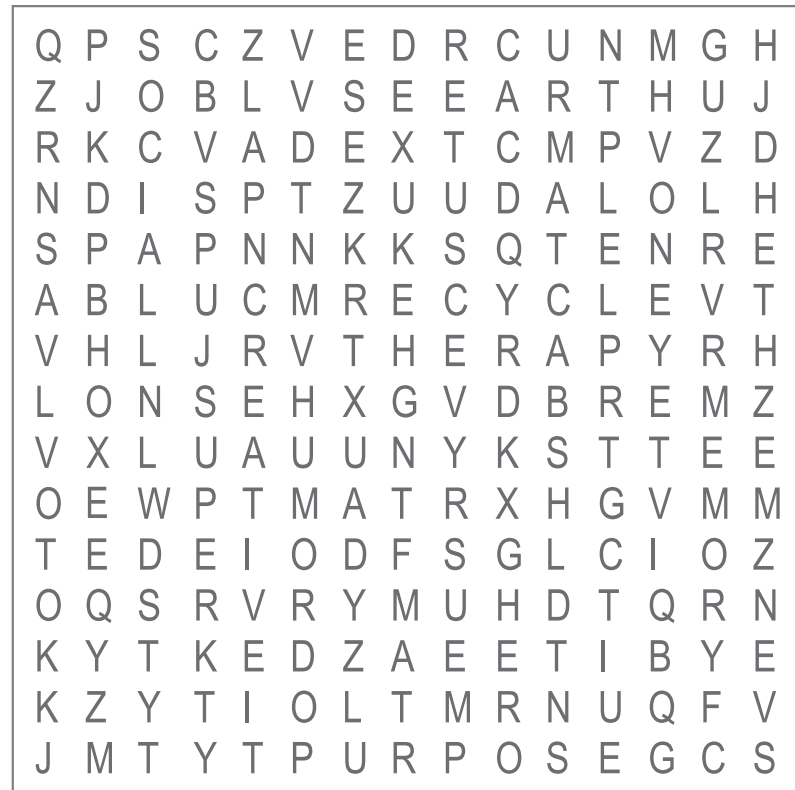 Q P S C Z V E D R C U N M G H
Z J O B L V S E E A R T H U J
R K C V A D E X T C M P V Z D
N D I S P T Z U U D A L O L H
S P A P N N K K S Q T E N R E
A B L U C M R E C Y C L E V T
V H L J R V T H E R A P Y R H
L O N S E H X G V D B R E M Z
V X L U A U U N Y K S T T E E
O E W P T M A T R X H G V M M
T E D E I O D F S G L C I O Z
O Q S R V R Y M U H D T Q R N
K Y T K E D Z A E E T I B Y E
K Z Y T I O L T M R N U Q F V
J M T Y T P U R P O S E G C S